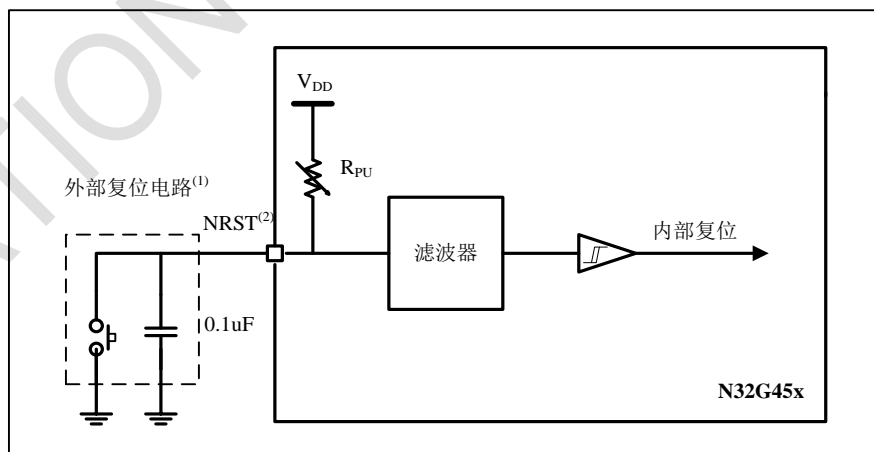 TION
V_DD
R_PU
外部复位电路(1)
NRST(2)
滤波器
内部复位
0.1uF
N32G45x